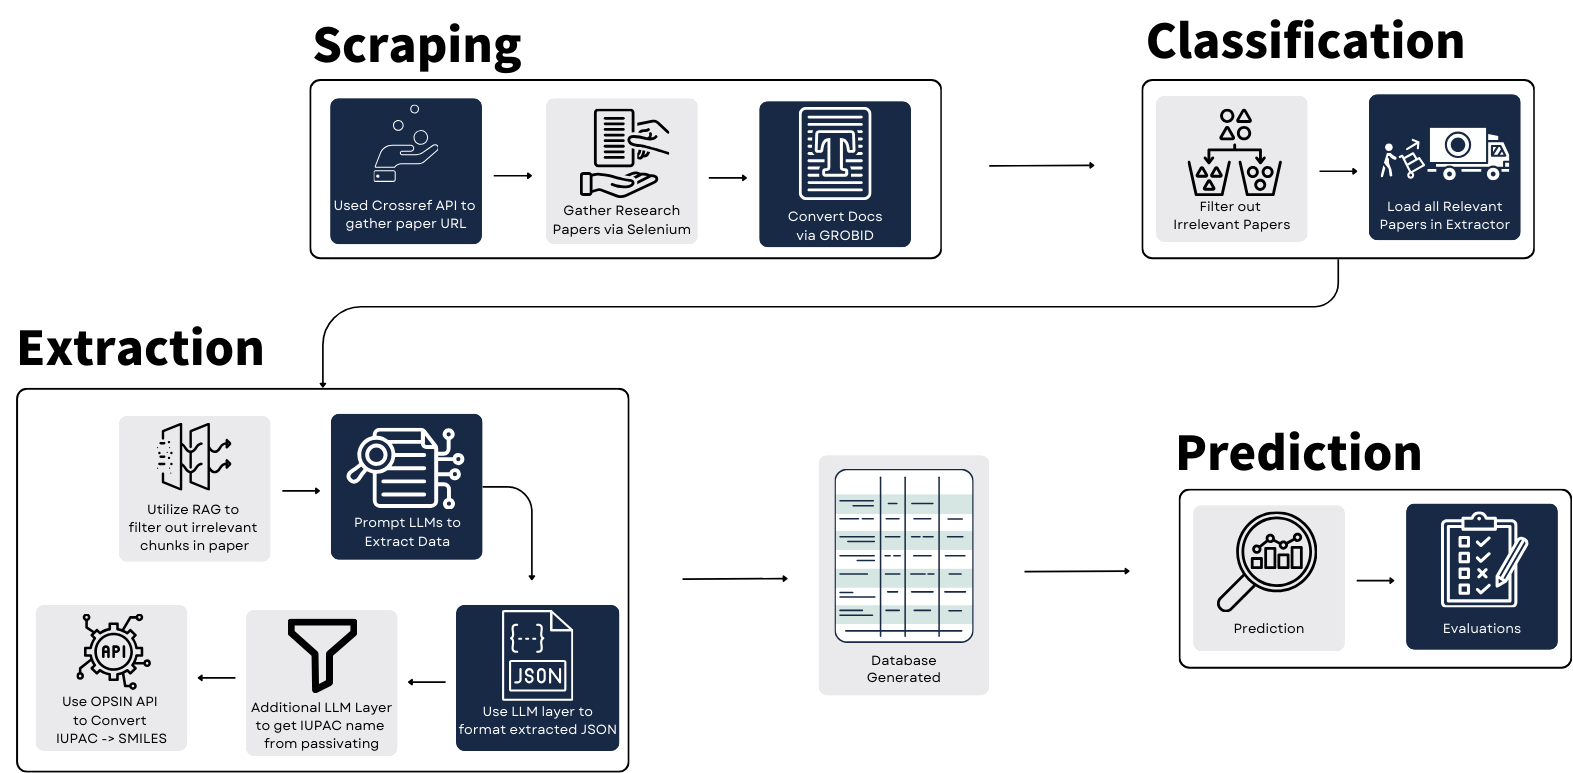 Scraping
Used Crossref API to
gather paper URL
Gather Research
Papers via Selenium
T
Convert Docs
via GROBID
Classification
Filter out
Irrelevant Papers
Load all Relevant
Papers in Extractor
Extraction
Utilize RAG to
filter out irrelevant
chunks in paper
Prompt LLMs to
Extract Data
{---}
JSON
Use LLM layer to
format extracted JSON
Additional LLM Layer
to get IUPAC name
from passivating
API
Use OPSIN API
to Convert
IUPAC -> SMILES
Database
Generated
Prediction
Prediction
Evaluations